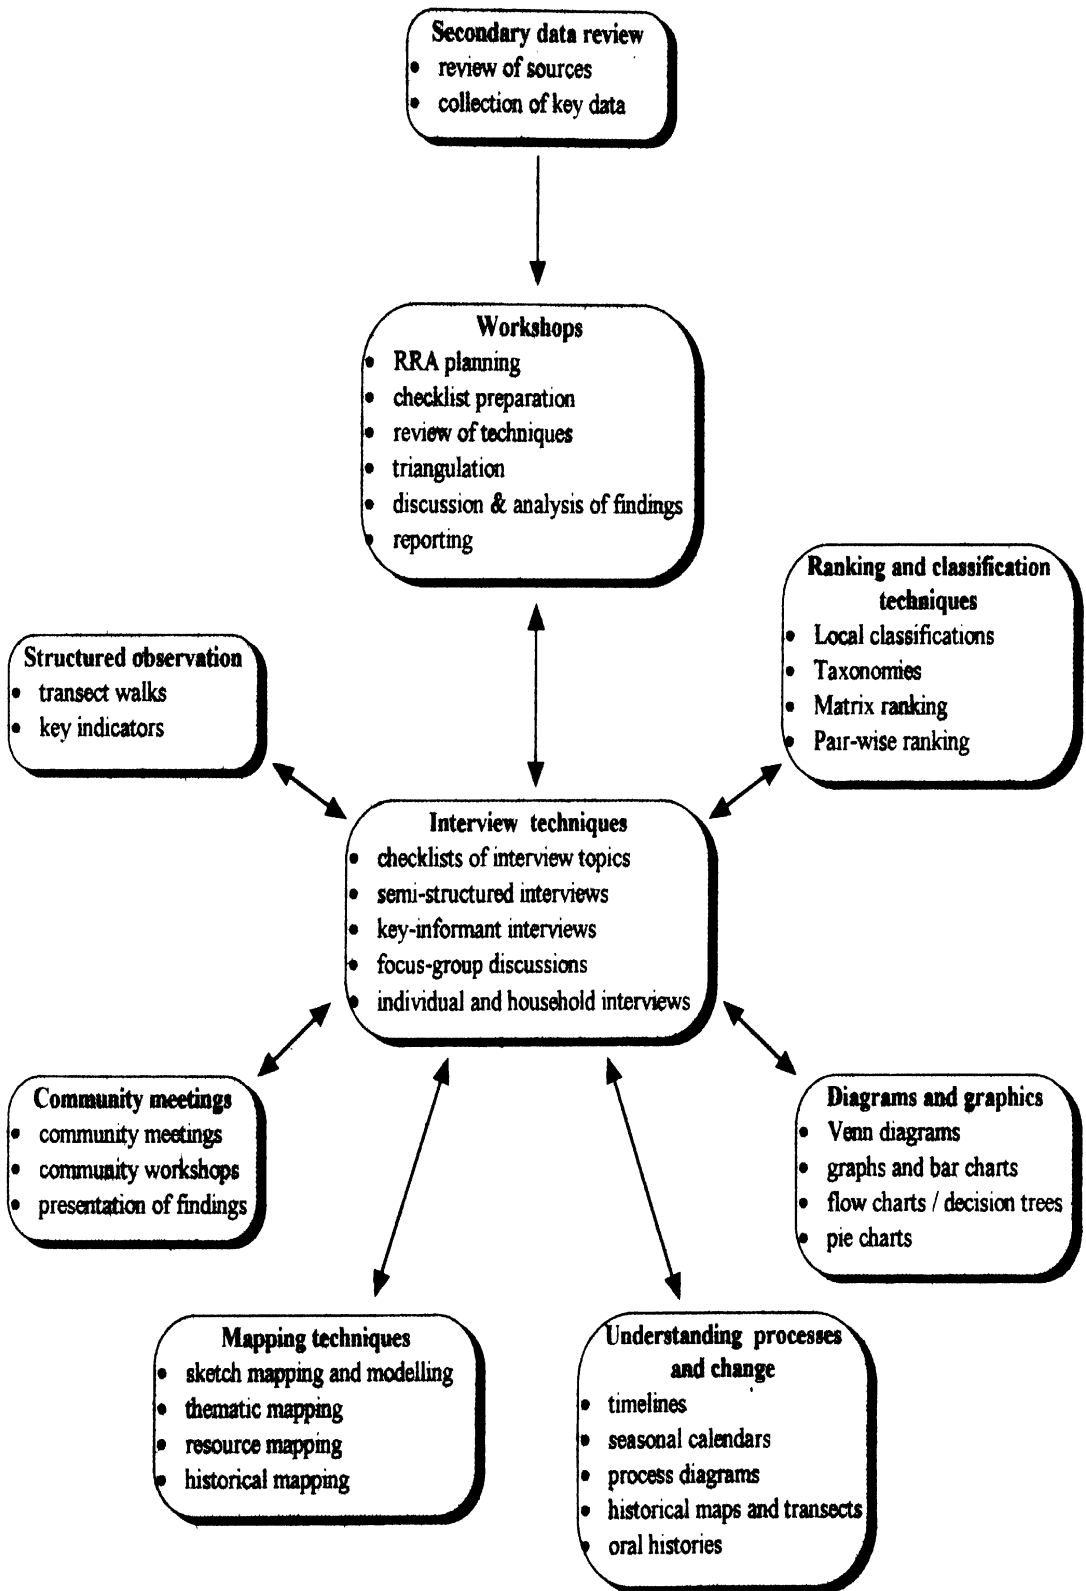 Secondary data review
• review of sources
• collection of key data
Workshops
• RRA planning
• checklist preparation
• review of techniques
• triangulation
• discussion & analysis of findings
• reporting
Ranking and classification
techniques
• Local classifications
• Taxonomies
• Matrix ranking
• Pair-wise ranking
Structured observation
• transect walks
• key indicators
Interview techniques
• checklists of interview topics
• semi-structured interviews
• key-informant interviews
• focus-group discussions
• individual and household interviews
Community meetings
• community meetings
• community workshops
• presentation of findings
Diagrams and graphics
• Venn diagrams
• graphs and bar charts
• flow charts / decision trees
• pie charts
Mapping techniques
• sketch mapping and modelling
• thematic mapping
• resource mapping
• historical mapping
Understanding processes
and change
• timelines
• seasonal calendars
• process diagrams
• historical maps and transects
• oral histories